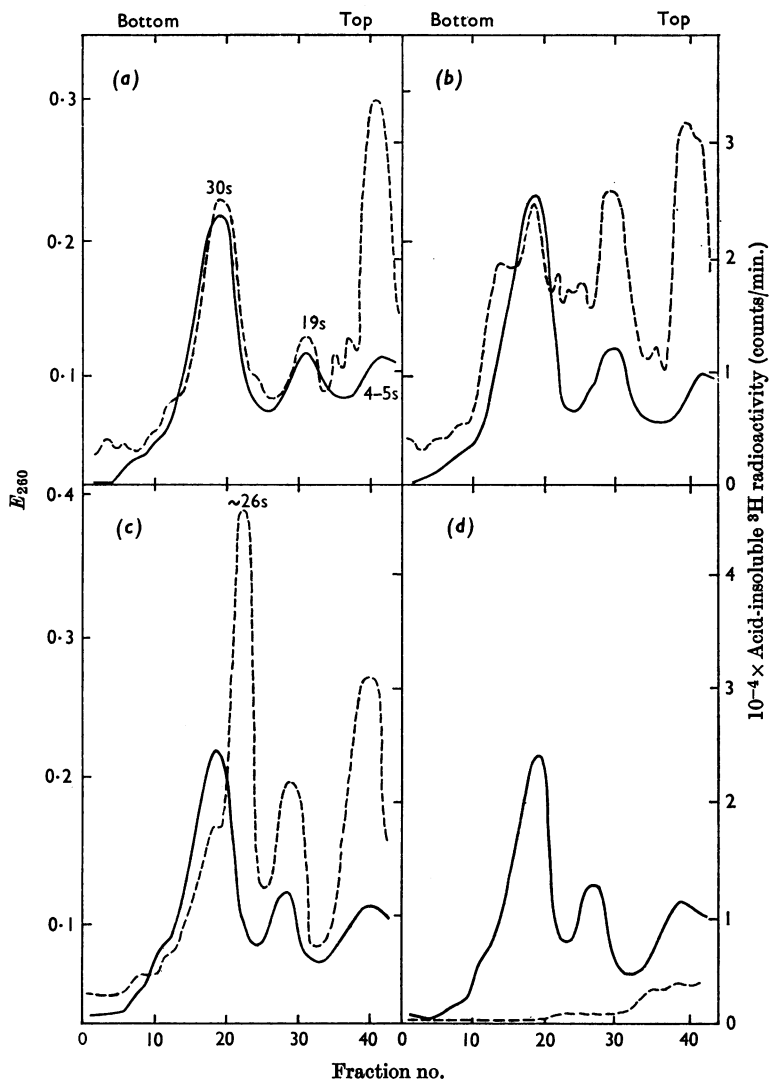 Bottom Top Bottom Top
(a) (b)
0·3
3
30s
0·2
2
19s
0·1
1
4–5s
0
E260
0·4
~26s
(c) (d)
4
0·3
3
0·2
2
0·1
1
0
0 10 20 30 40 0 10 20 30 40
Fraction no.
10−4 × Acid-insoluble 3H radioactivity (counts/min.)